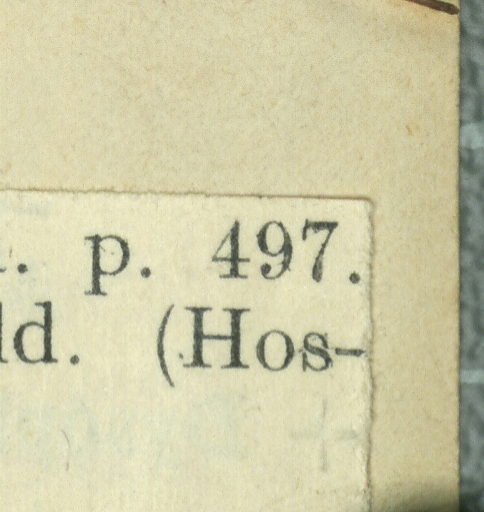 . p. 497.
ld. (Hos-